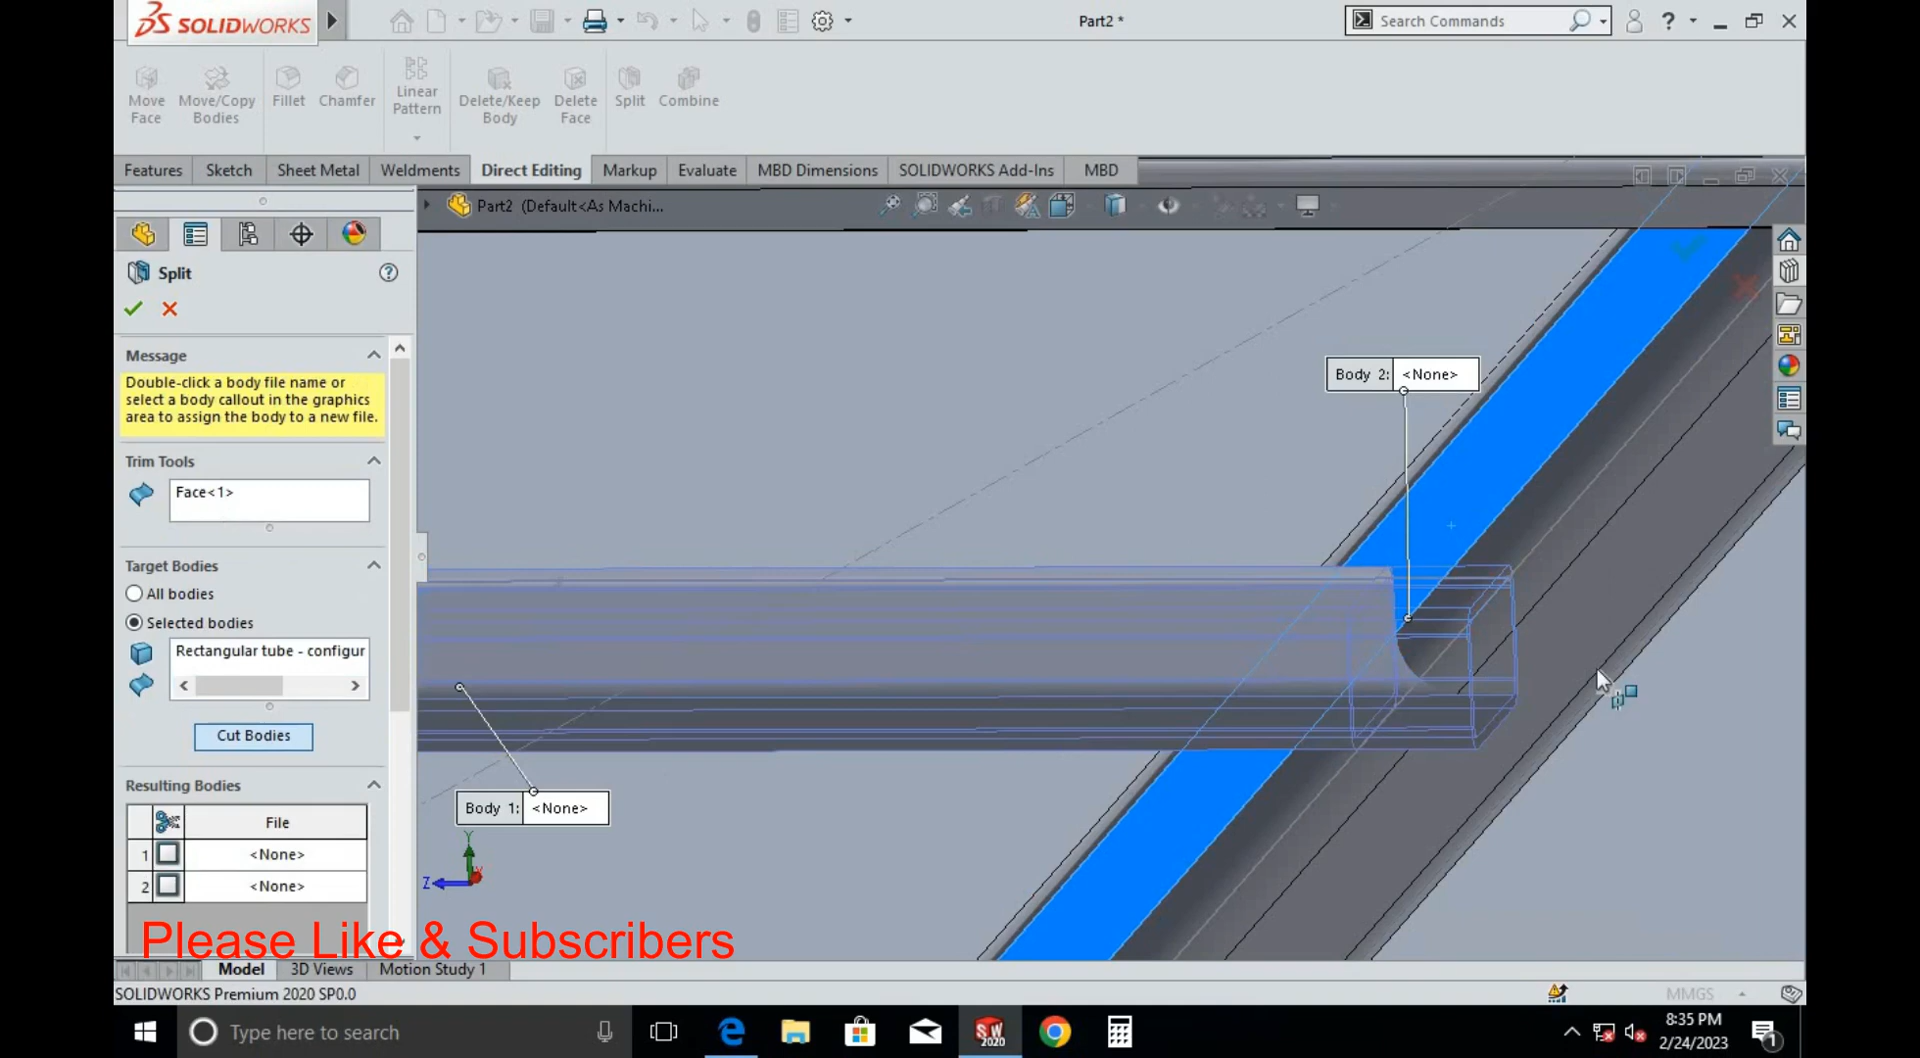 SOLIDWORKS
Part2 *
Search Commands
?
Move Face
Move/Copy Bodies
Fillet
Chamfer
Linear Pattern
Delete/Keep Body
Delete Face
Split
Combine
Features
Sketch
Sheet Metal
Weldments
Direct Editing
Markup
Evaluate
MBD Dimensions
SOLIDWORKS Add-Ins
MBD
Part2 (Default<As Machi...
Split
Message
Double-click a body file name or
select a body callout in the graphics
area to assign the body to a new file.
Trim Tools
Face<1>
Target Bodies
All bodies
Selected bodies
Rectangular tube - configur
Cut Bodies
Resulting Bodies
File
1 <None>
2 <None>
Body 2: <None>
Body 1: <None>
Y
Z
Please Like & Subscribers
Model
3D Views
Motion Study 1
SOLIDWORKS Premium 2020 SP0.0
MMGS
Type here to search
SW
2020
8:35 PM
2/24/2023
1